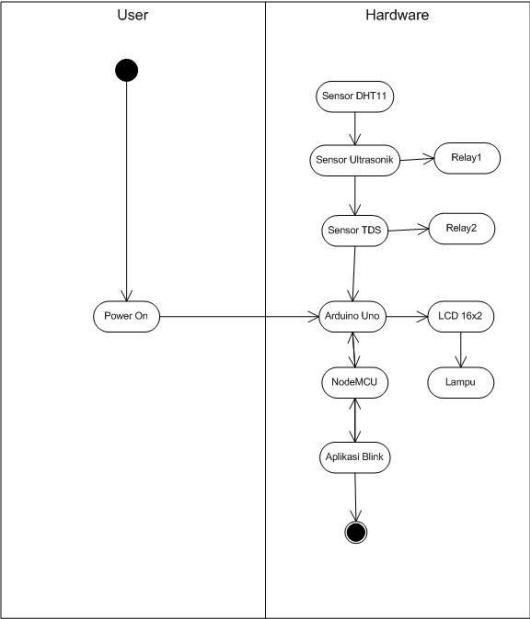 User
Hardware
Sensor DHT11
Sensor Ultrasonik
Relay1
Sensor TDS
Relay2
Power On
Arduino Uno
LCD 16x2
NodeMCU
Lampu
Aplikasi Blink